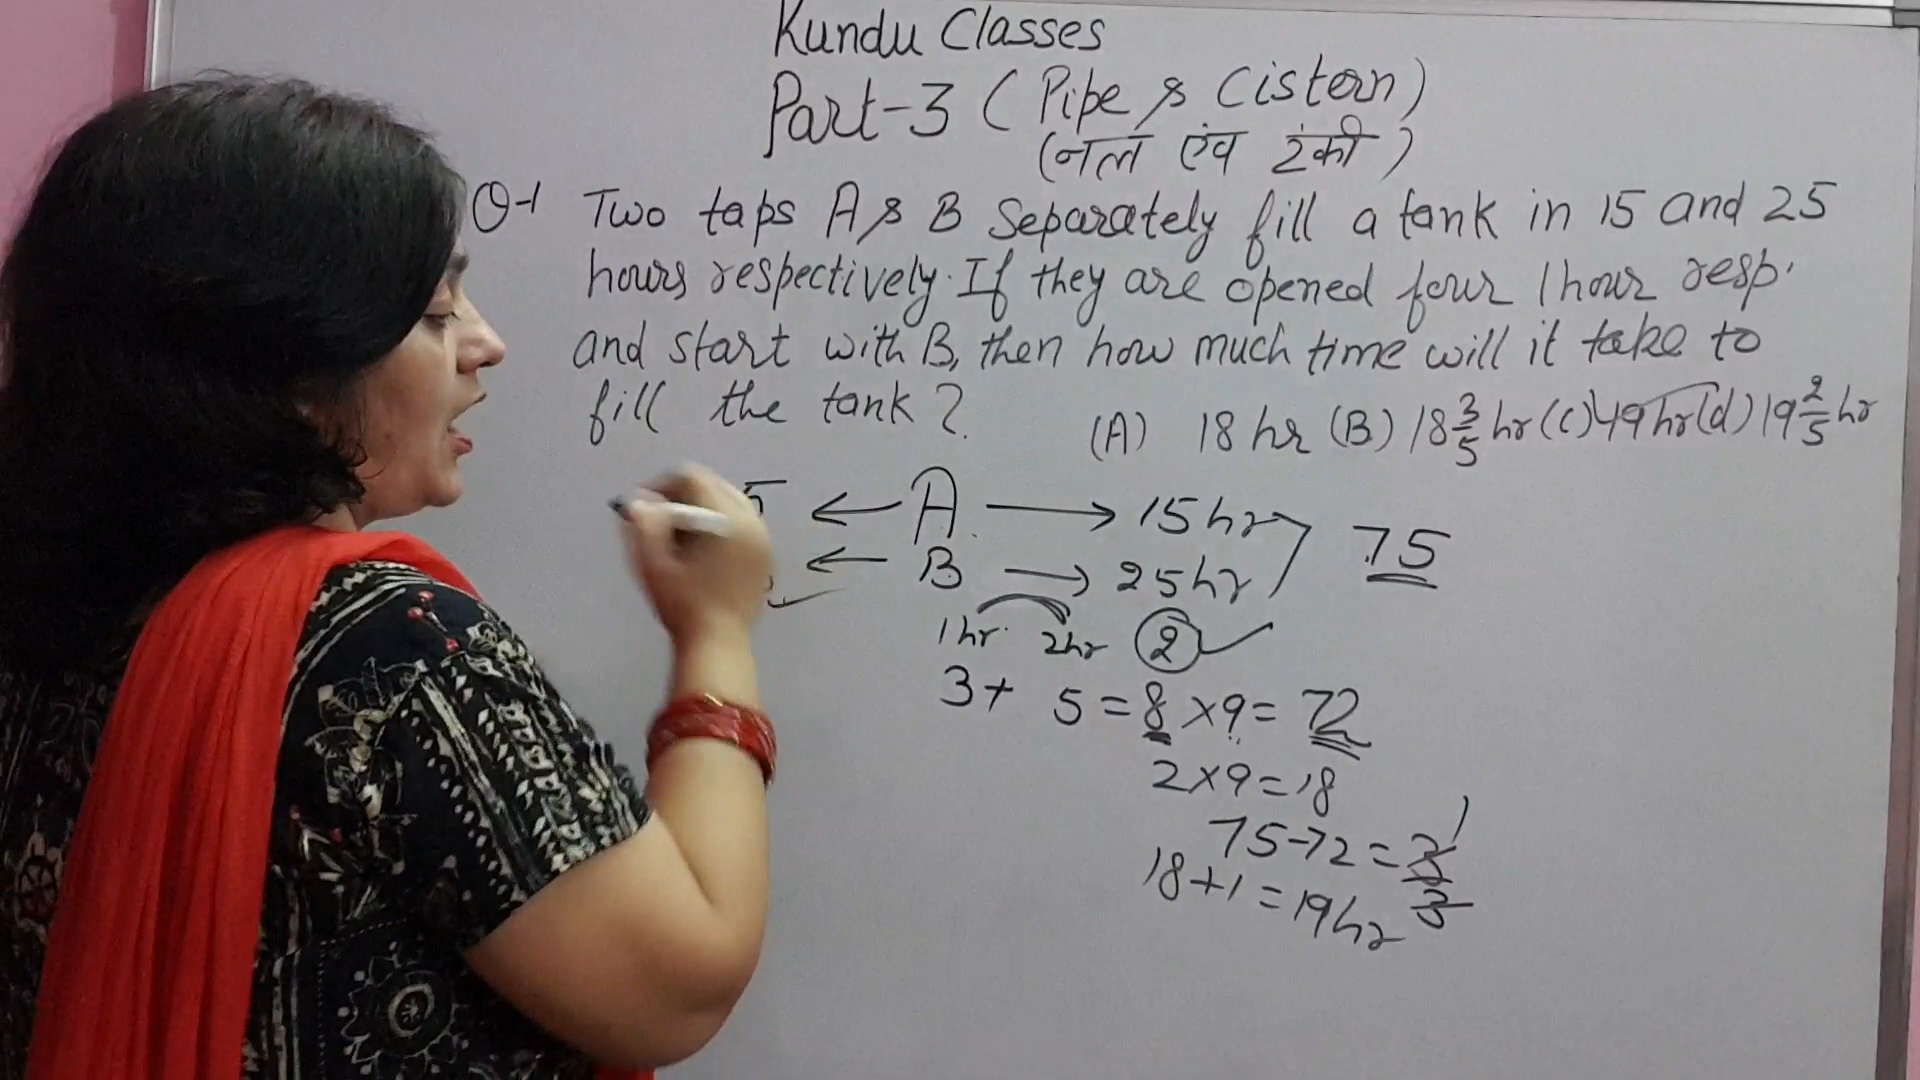 Kundu Classes
Part-3 ( Pipe & Cistern)
(नल एंव टंकी)
Q-1 Two taps A & B Separately fill a tank in 15 and 25
hours respectively. If they are opened four 1 hour resp.
and start with B, then how much time will it take to
fill the tank?
(A) 18 hr (B) 18 3/5 hr (C) 19 hr (d) 19 2/5 hr
5 ← A → 15 hr
75
← B → 25 hr
1 hr 2 hr 2
3 + 5 = 8 × 9 = 72
2 × 9 = 18
75 - 72 = 3/3 1
18 + 1 = 19 hr